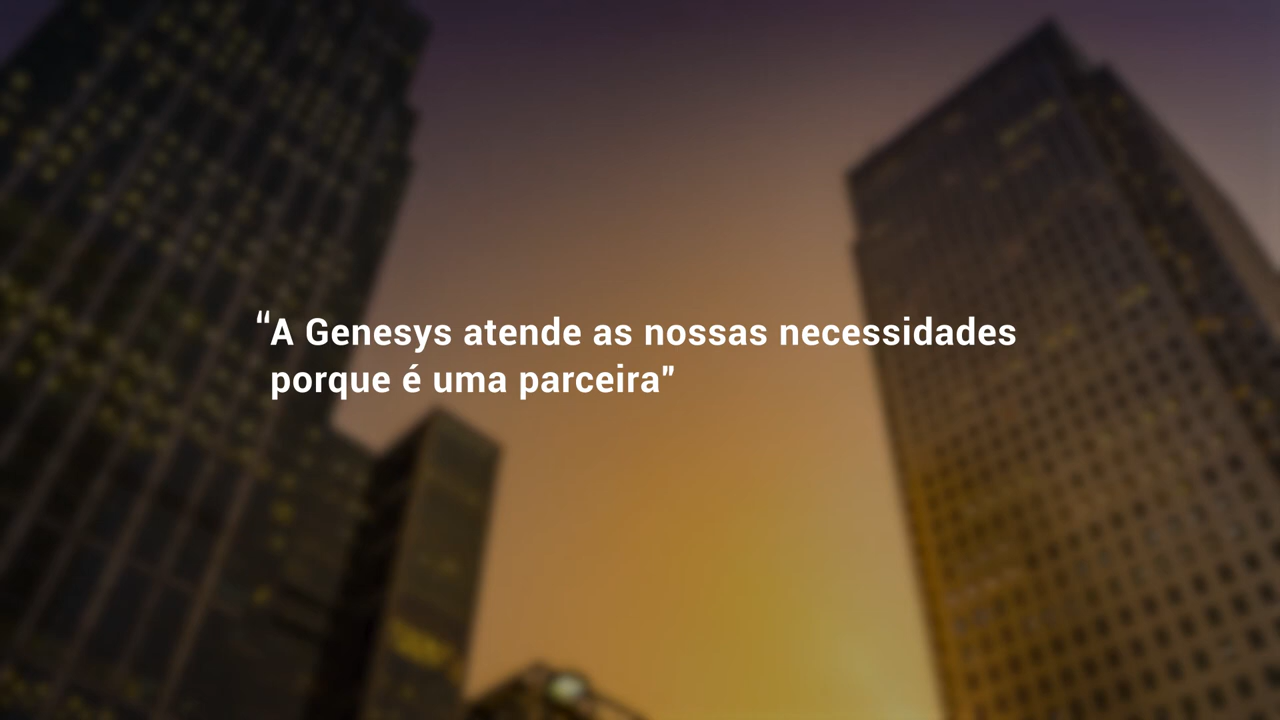 “A Genesys atende as nossas necessidades
porque é uma parceira"